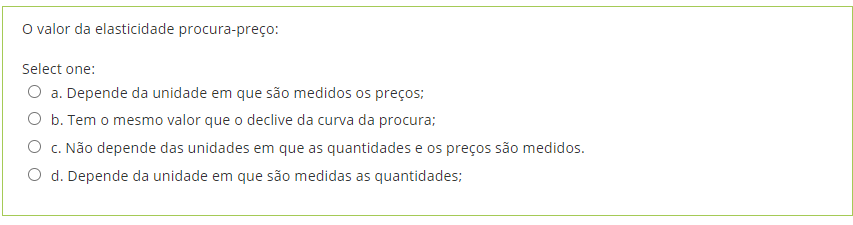 O valor da elasticidade procura-preço:
Select one:
a. Depende da unidade em que são medidos os preços;
b. Tem o mesmo valor que o declive da curva da procura;
c. Não depende das unidades em que as quantidades e os preços são medidos.
d. Depende da unidade em que são medidas as quantidades;